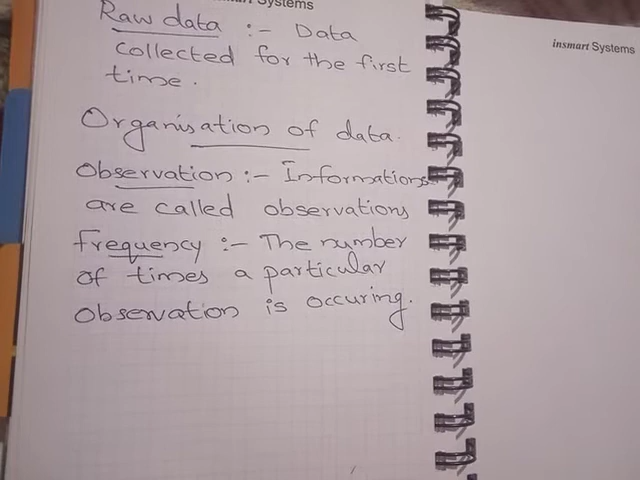 Systems
insmart Systems
Raw data :- Data
collected for the first
time.
Organisation of data.
Observation :- Informations
are called observations
frequency :- The number
of times a particular
observation is occuring.